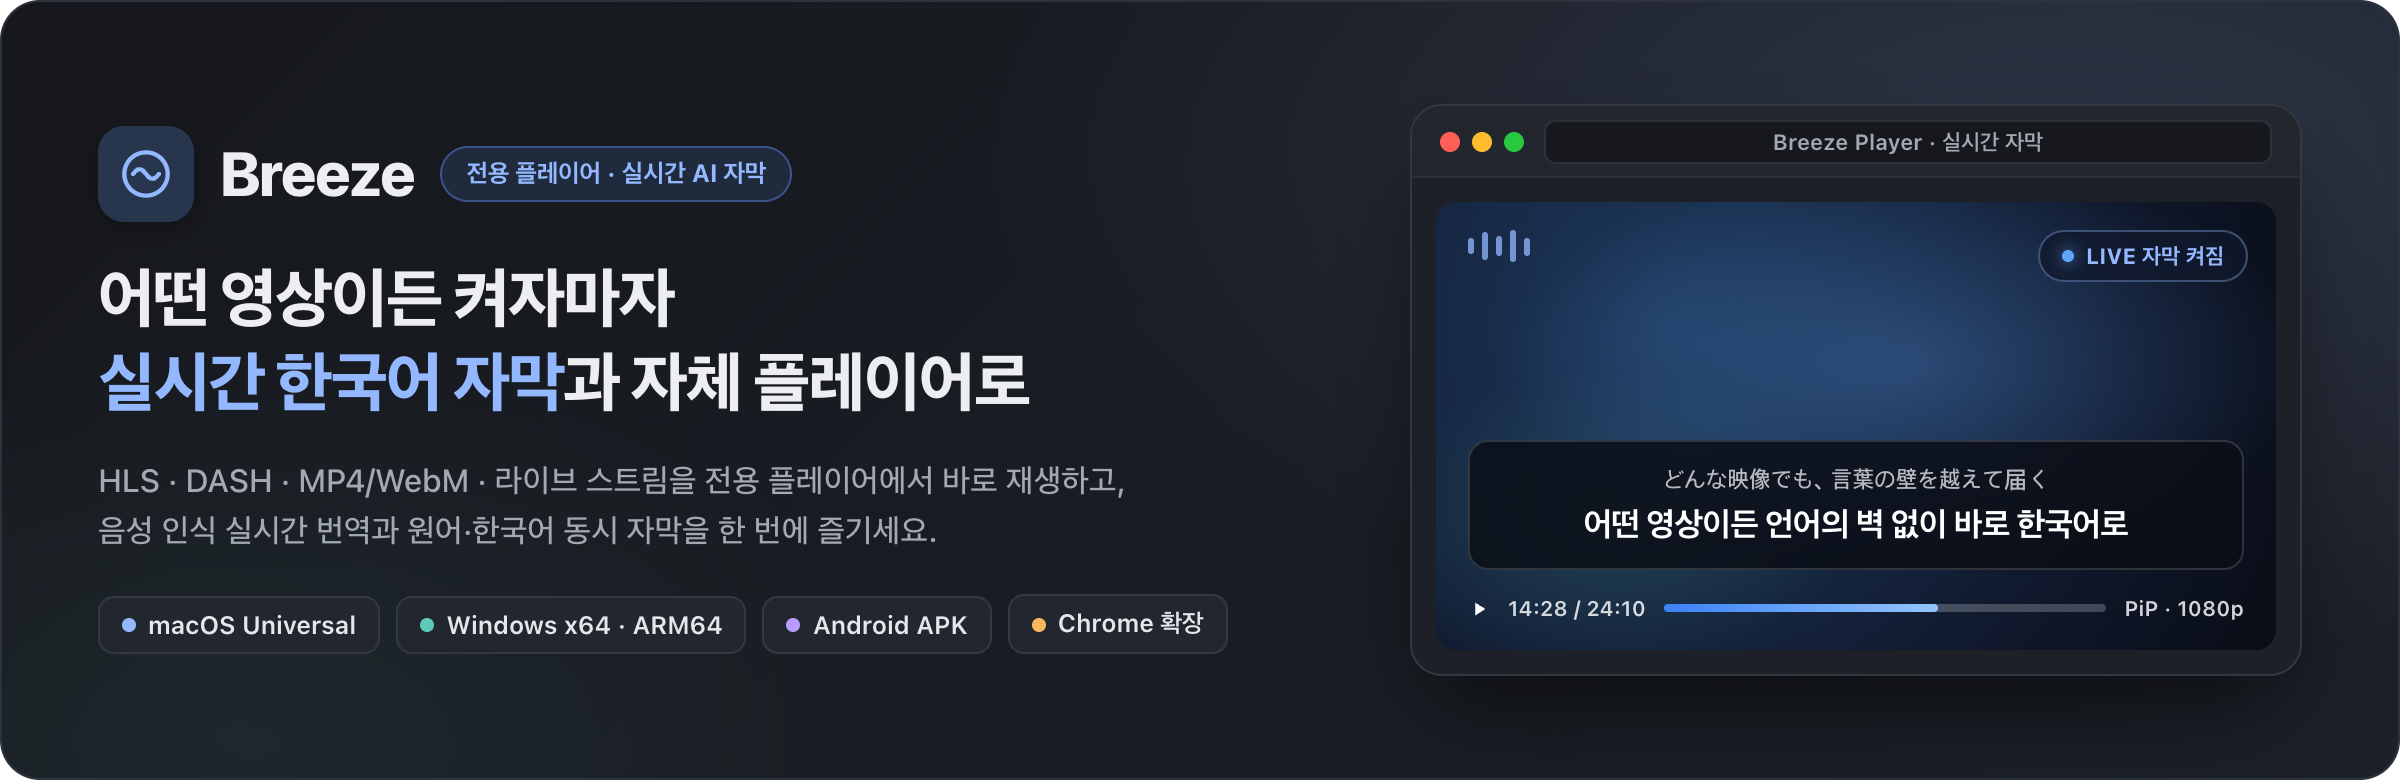 Breeze
전용 플레이어 · 실시간 AI 자막
어떤 영상이든 켜자마자
실시간 한국어 자막과 자체 플레이어로
HLS · DASH · MP4/WebM · 라이브 스트림을 전용 플레이어에서 바로 재생하고,
음성 인식 실시간 번역과 원어·한국어 동시 자막을 한 번에 즐기세요.
macOS Universal
Windows x64 · ARM64
Android APK
Chrome 확장
Breeze Player · 실시간 자막
LIVE 자막 켜짐
どんな映像でも、言葉の壁を越えて届く
어떤 영상이든 언어의 벽 없이 바로 한국어로
14:28 / 24:10
PiP · 1080p